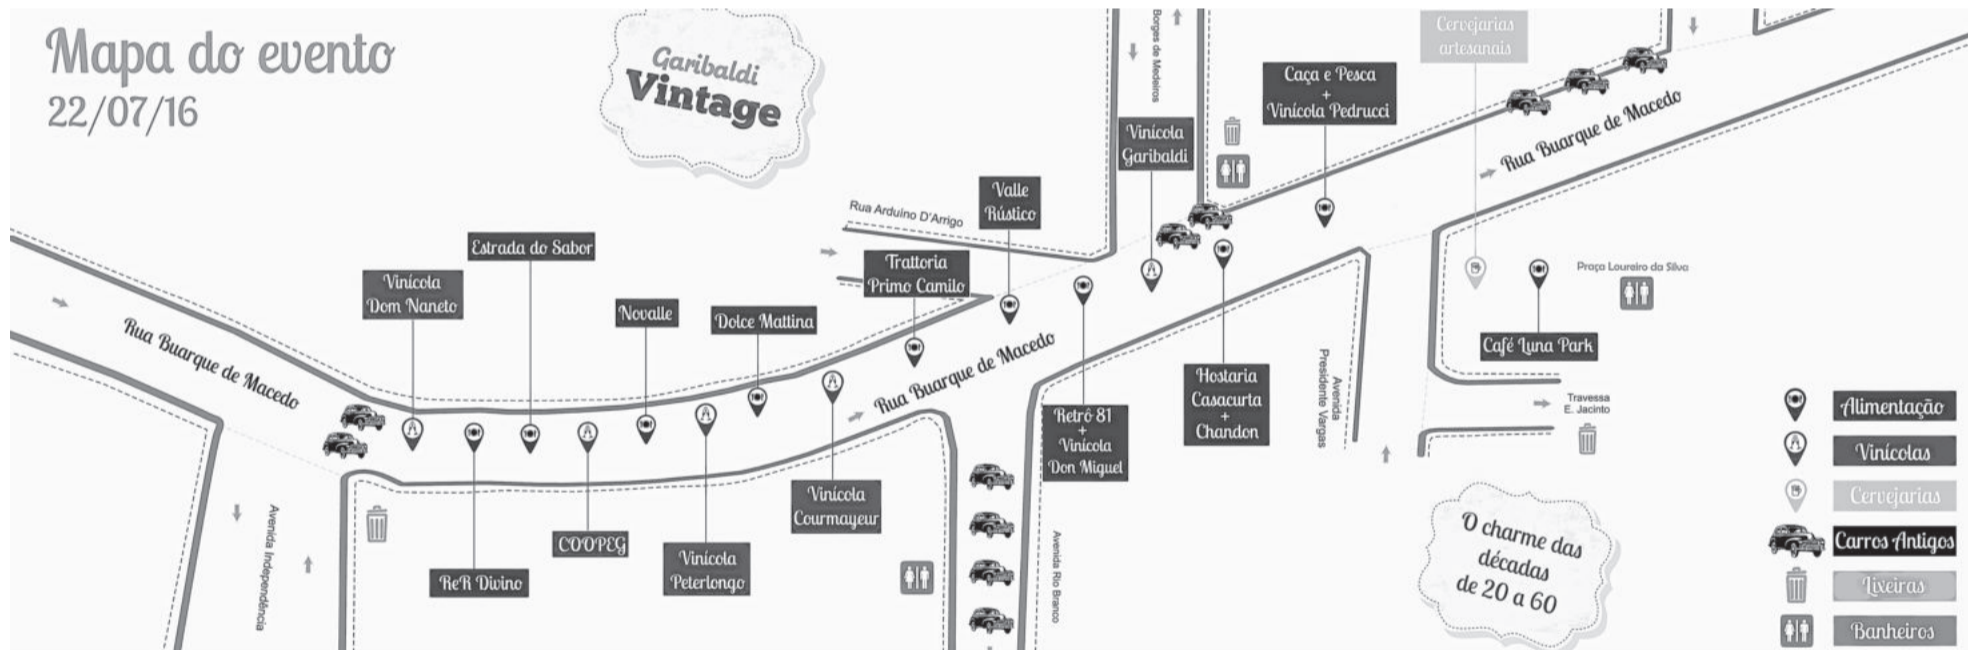 Mapa do evento
22/07/16
Garibaldi
Vintage
Borges de Medeiros
Cervejarias
artesanais
Caça e Pesca
+
Vinícola Pedrucci
Vinícola
Garibaldi
Rua Buarque de Macedo
Valle
Rústico
Rua Arduino D'Arrigo
Trattoria
Primo Camilo
Estrada do Sabor
Vinícola
Dom Naneto
Novalle
Dolce Mattina
Rua Buarque de Macedo
Rua Buarque de Macedo
Praça Loureiro da Silva
Café Luna Park
Hostaria
Casacurta
+
Chandon
Avenida
Presidente Vargas
Travessa
E. Jacinto
Retrô 81
+
Vinícola
Don Miguel
Vinícola
Courmayeur
COOPEG
Vinícola
Peterlongo
ReR Divino
Avenida Independência
Avenida Rio Branco
O charme das
décadas
de 20 a 60
Alimentação
Vinícolas
Cervejarias
Carros Antigos
Lixeiras
Banheiros